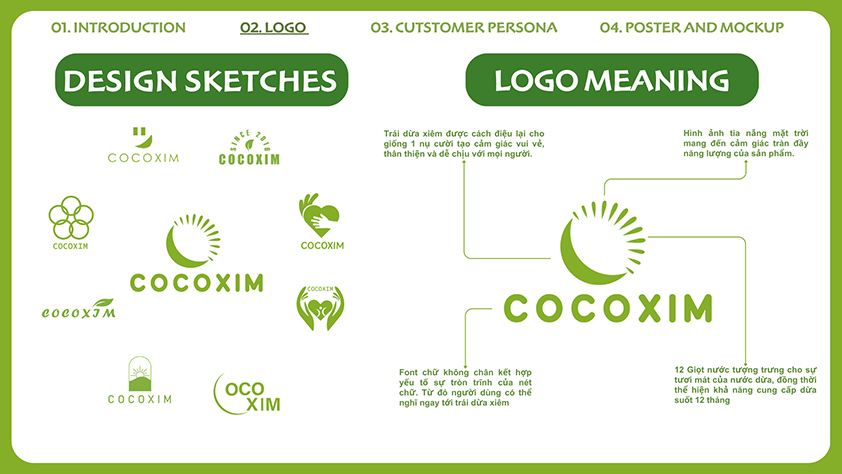 01. INTRODUCTION
02. LOGO
03. CUTSTOMER PERSONA
04. POSTER AND MOCKUP
DESIGN SKETCHES
LOGO MEANING
COCOXIM
SINCE 2018
COCOXIM
COCOXIM
COCOXIM
COCOXIM
COCOXIM
COCOXIM
COCOXIM
OCO
XIM
Trái dừa xiêm được cách điệu lại cho
giống 1 nụ cười tạo cảm giác vui vẻ,
thân thiện và dễ chịu với mọi người.
Hình ảnh tia nắng mặt trời
mang đến cảm giác tràn đầy
năng lượng của sản phẩm.
COCOXIM
Font chữ không chân kết hợp
yếu tố sự tròn trĩnh của nét
chữ. Từ đó người dùng có thể
nghĩ ngay tới trái dừa xiêm
12 Giọt nước tượng trưng cho sự
tươi mát của nước dừa, đồng thời
thể hiện khả năng cung cấp dừa
suốt 12 tháng